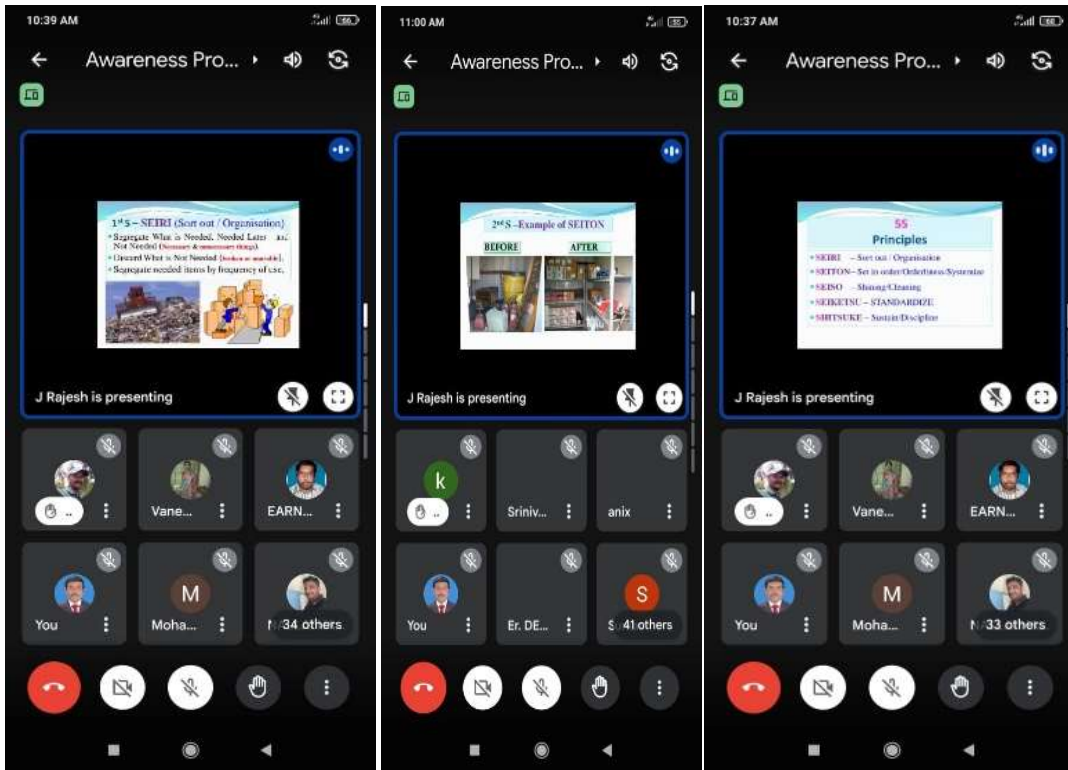 10:39 AM
Awareness Pro...
1st S – SEIRI (Sort out / Organisation)
• Segregate What is Needed, Needed Later and
Not Needed (Necessary & unnecessary things).
• Discard What is Not Needed (broken or unusable).
• Segregate needed items by frequency of use.
J Rajesh is presenting
..
Vane...
EARN...
You
M
Moha...
34 others
11:00 AM
Awareness Pro...
2nd S –Example of SEITON
BEFORE
AFTER
J Rajesh is presenting
k
..
Sriniv...
anix
You
Er. DE...
S
41 others
10:37 AM
Awareness Pro...
5S
Principles
• SEIRI – Sort out / Organisation
• SEITON – Set in order/Orderliness/Systemize
• SEISO – Shining/Cleaning
• SEIKETSU – STANDARDIZE
• SHITSUKE – Sustain/Discipline
J Rajesh is presenting
..
Vane...
EARN...
You
M
Moha...
33 others